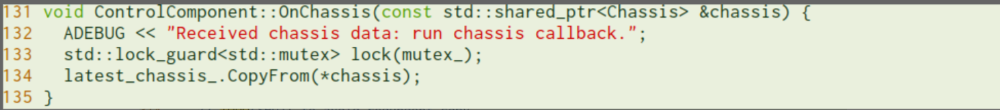 131 void ControlComponent::OnChassis(const std::shared_ptr<Chassis> &chassis) {
132   ADEBUG << "Received chassis data: run chassis callback.";
133   std::lock_guard<std::mutex> lock(mutex_);
134   latest_chassis_.CopyFrom(*chassis);
135 }